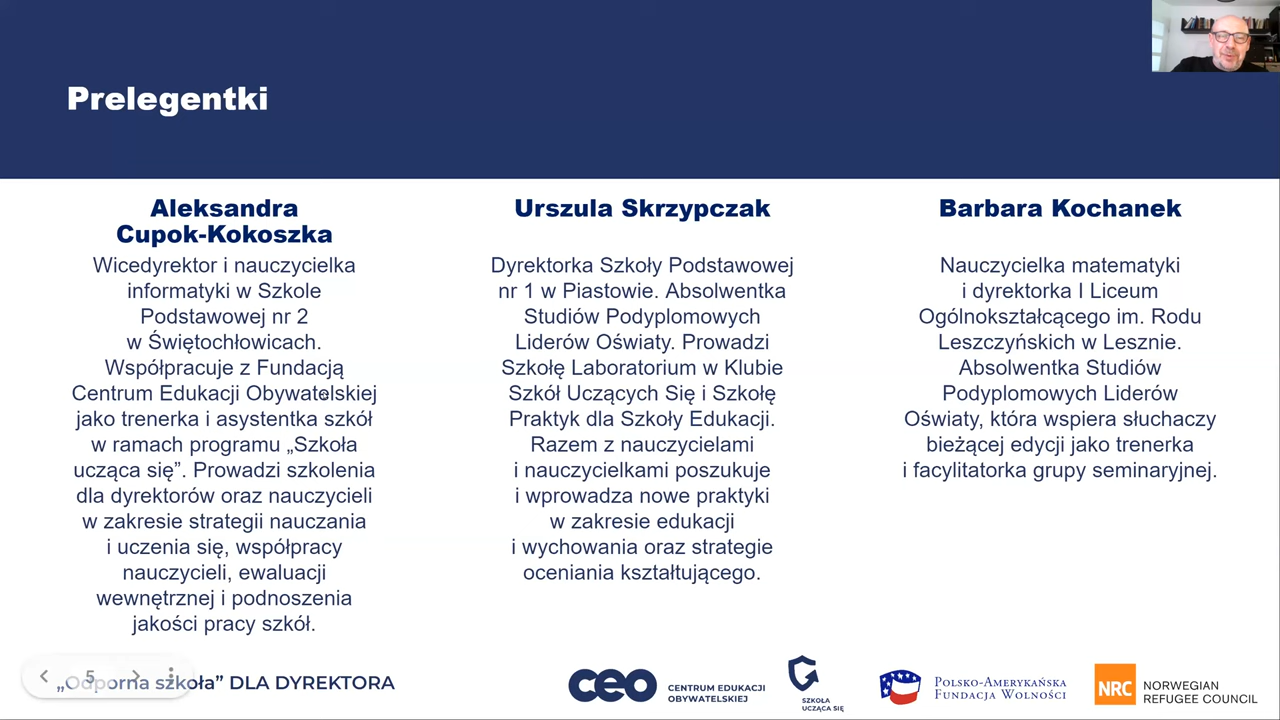 Prelegentki
Aleksandra
Cupok-Kokoszka
Wicedyrektor i nauczycielka
informatyki w Szkole
Podstawowej nr 2
w Świętochłowicach.
Współpracuje z Fundacją
Centrum Edukacji Obywatelskiej
jako trenerka i asystentka szkół
w ramach programu „Szkoła
ucząca się”. Prowadzi szkolenia
dla dyrektorów oraz nauczycieli
w zakresie strategii nauczania
i uczenia się, współpracy
nauczycieli, ewaluacji
wewnętrznej i podnoszenia
jakości pracy szkół.
Urszula Skrzypczak
Dyrektorka Szkoły Podstawowej
nr 1 w Piastowie. Absolwentka
Studiów Podyplomowych
Liderów Oświaty. Prowadzi
Szkołę Laboratorium w Klubie
Szkół Uczących Się i Szkołę
Praktyk dla Szkoły Edukacji.
Razem z nauczycielami
i nauczycielkami poszukuje
i wprowadza nowe praktyki
w zakresie edukacji
i wychowania oraz strategie
oceniania kształtującego.
Barbara Kochanek
Nauczycielka matematyki
i dyrektorka I Liceum
Ogólnokształcącego im. Rodu
Leszczyńskich w Lesznie.
Absolwentka Studiów
Podyplomowych Liderów
Oświaty, która wspiera słuchaczy
bieżącej edycji jako trenerka
i facylitatorka grupy seminaryjnej.
5
„Odporna szkoła” DLA DYREKTORA
ceo
CENTRUM EDUKACJI
OBYWATELSKIEJ
SZKOŁA
UCZĄCA SIĘ
POLSKO-AMERYKAŃSKA
FUNDACJA WOLNOŚCI
NRC
NORWEGIAN
REFUGEE COUNCIL